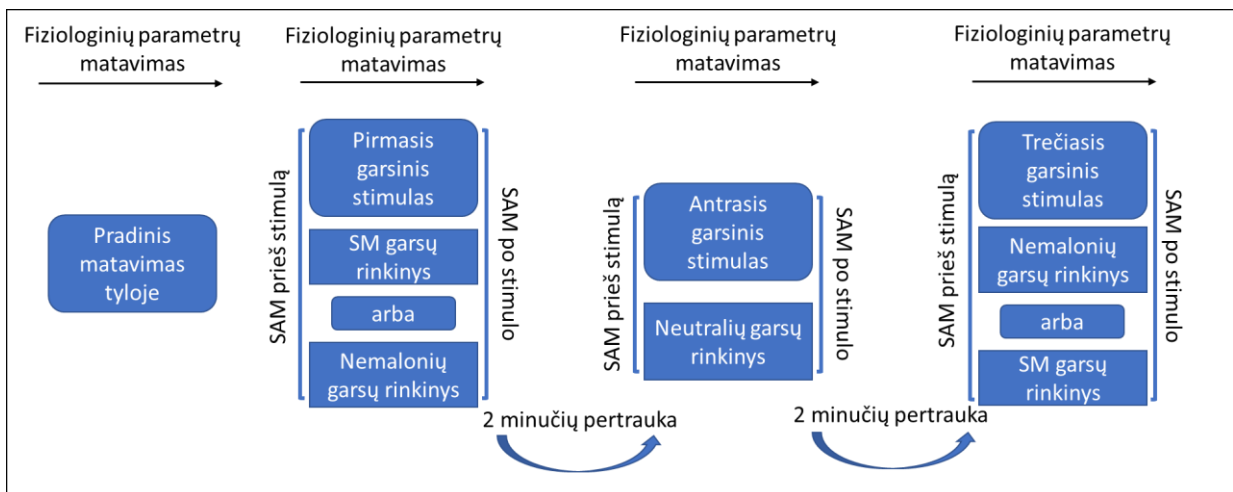 Fiziologinių parametrų
matavimas
Pradinis
matavimas
tyloje
Fiziologinių parametrų
matavimas
SAM prieš stimulą
Pirmasis
garsinis
stimulas
SM garsų
rinkinys
arba
Nemalonių
garsų rinkinys
SAM po stimulo
2 minučių pertrauka
Fiziologinių parametrų
matavimas
SAM prieš stimulą
Antrasis
garsinis
stimulas
Neutralių garsų
rinkinys
SAM po stimulo
2 minučių pertrauka
Fiziologinių parametrų
matavimas
SAM prieš stimulą
Trečiasis
garsinis
stimulas
Nemalonių
garsų rinkinys
arba
SM garsų
rinkinys
SAM po stimulo